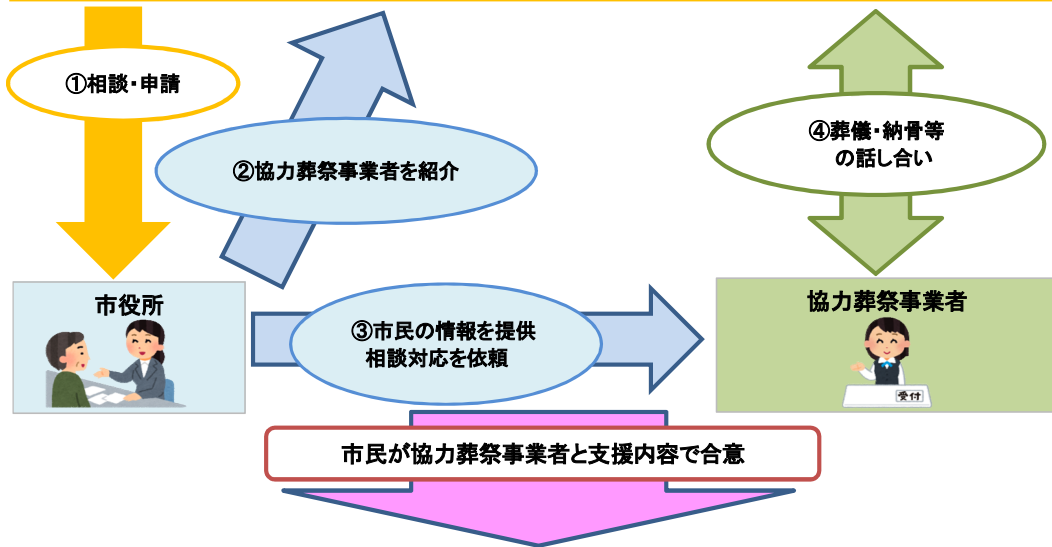 ①相談・申請
②協力葬祭事業者を紹介
④葬儀・納骨等
の話し合い
市役所
③市民の情報を提供
相談対応を依頼
協力葬祭事業者
受付
市民が協力葬祭事業者と支援内容で合意